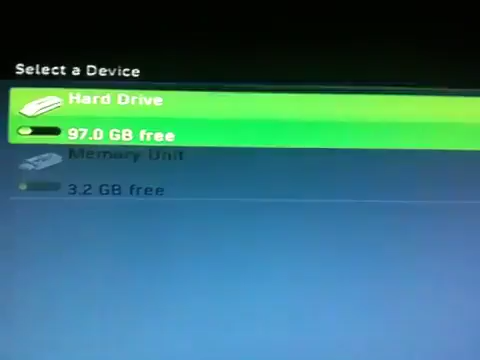 Select a Device
Hard Drive
97.0 GB free
Memory Unit
3.2 GB free